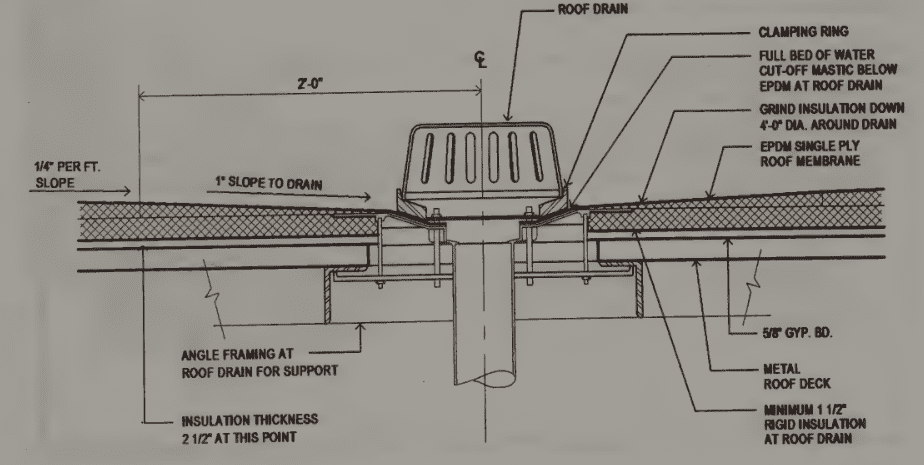 ROOF DRAIN
CLAMPING RING
FULL BED OF WATER
CUT-OFF MASTIC BELOW
EPDM AT ROOF DRAIN
℄
2'-0"
GRIND INSULATION DOWN
4'-0" DIA. AROUND DRAIN
EPDM SINGLE PLY
ROOF MEMBRANE
1/4" PER FT.
SLOPE
1" SLOPE TO DRAIN
5/8" GYP. BD.
ANGLE FRAMING AT
ROOF DRAIN FOR SUPPORT
METAL
ROOF DECK
INSULATION THICKNESS
2 1/2" AT THIS POINT
MINIMUM 1 1/2"
RIGID INSULATION
AT ROOF DRAIN